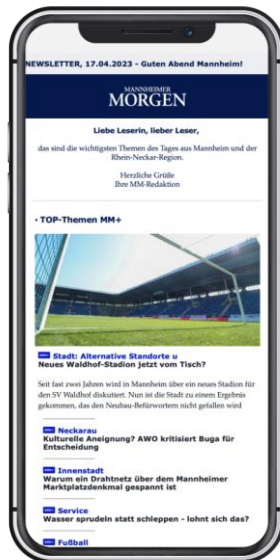 NEWSLETTER, 17.04.2023 - Guten Abend Mannheim!
MANNHEIMER
MORGEN
Liebe Leserin, lieber Leser,
das sind die wichtigsten Themen des Tages aus Mannheim und der
Rhein-Neckar-Region.
Herzliche Grüße
Ihre MM-Redaktion
· TOP-Themen MM+
Stadt: Alternative Standorte u
Neues Waldhof-Stadion jetzt vom Tisch?
Seit fast zwei Jahren wird in Mannheim über ein neues Stadion für
den SV Waldhof diskutiert. Nun ist die Stadt zu einem Ergebnis
gekommen, das den Neubau-Befürwortern nicht gefallen wird
Neckarau
Kulturelle Aneignung? AWO kritisiert Buga für
Entscheidung
Innenstadt
Warum ein Drahtnetz über dem Mannheimer
Marktplatzdenkmal gespannt ist
Service
Wasser sprudeln statt schleppen - lohnt sich das?
Fußball